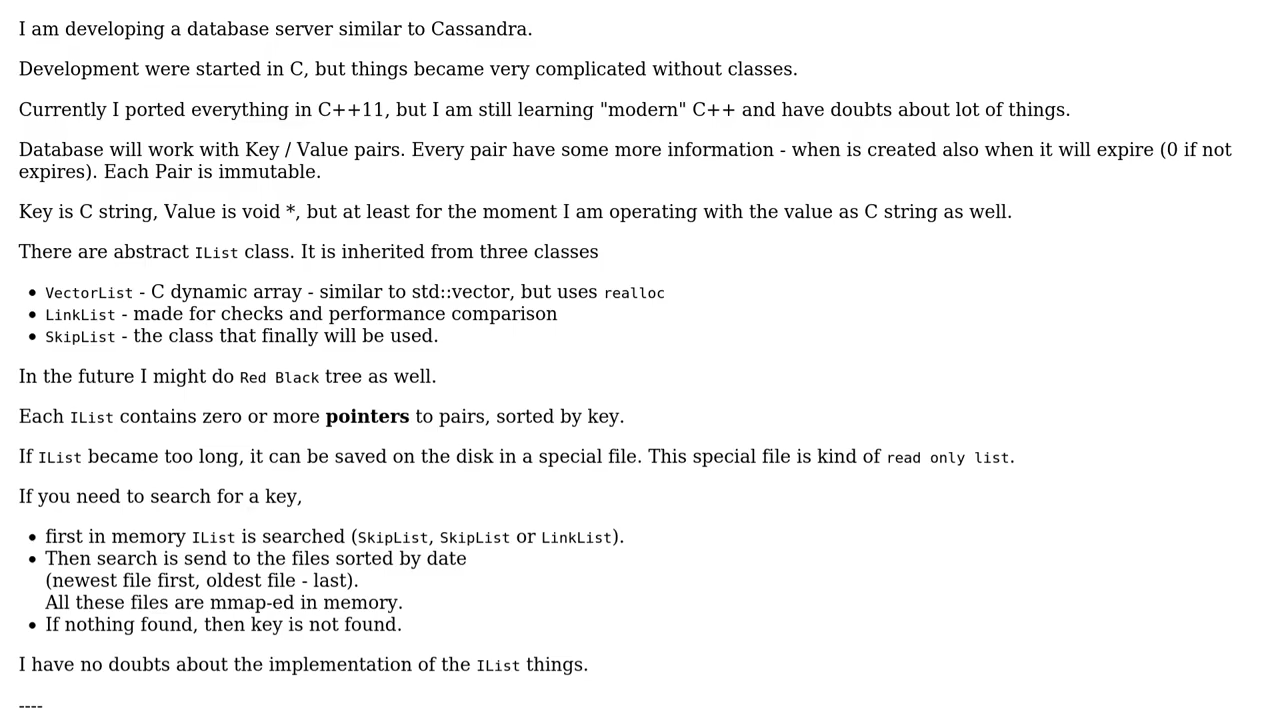 I am developing a database server similar to Cassandra.
Development were started in C, but things became very complicated without classes.
Currently I ported everything in C++11, but I am still learning "modern" C++ and have doubts about lot of things.
Database will work with Key / Value pairs. Every pair have some more information - when is created also when it will expire (0 if not
expires). Each Pair is immutable.
Key is C string, Value is void *, but at least for the moment I am operating with the value as C string as well.
There are abstract IList class. It is inherited from three classes
• VectorList - C dynamic array - similar to std::vector, but uses realloc
• LinkList - made for checks and performance comparison
• SkipList - the class that finally will be used.
In the future I might do Red Black tree as well.
Each IList contains zero or more pointers to pairs, sorted by key.
If IList became too long, it can be saved on the disk in a special file. This special file is kind of read only list.
If you need to search for a key,
• first in memory IList is searched (SkipList, SkipList or LinkList).
• Then search is send to the files sorted by date
(newest file first, oldest file - last).
All these files are mmap-ed in memory.
• If nothing found, then key is not found.
I have no doubts about the implementation of the IList things.
----